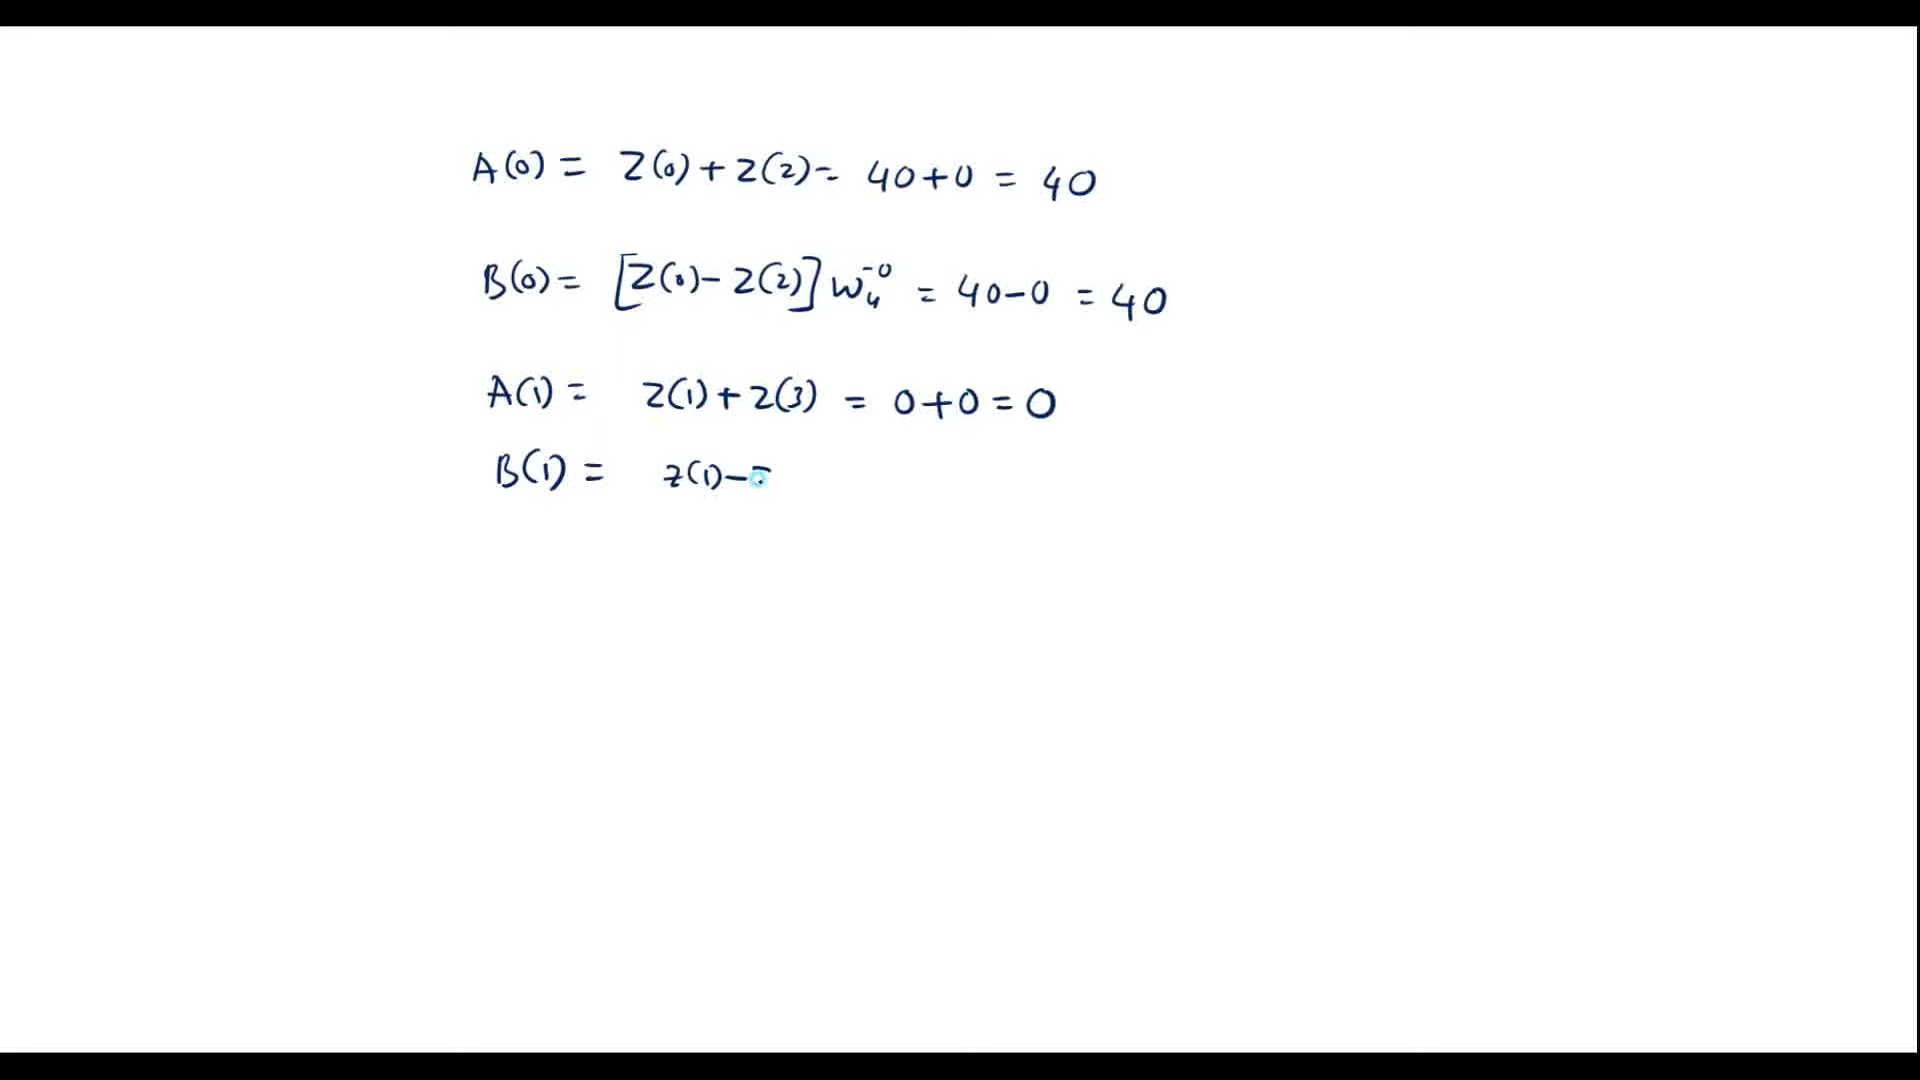 A(0) = Z(0) + Z(2) = 40+0 = 40
B(0) = [Z(0) - Z(2)] W₄⁻⁰ = 40-0 = 40
A(1) = Z(1) + Z(3) = 0+0 = 0
B(1) = Z(1) -